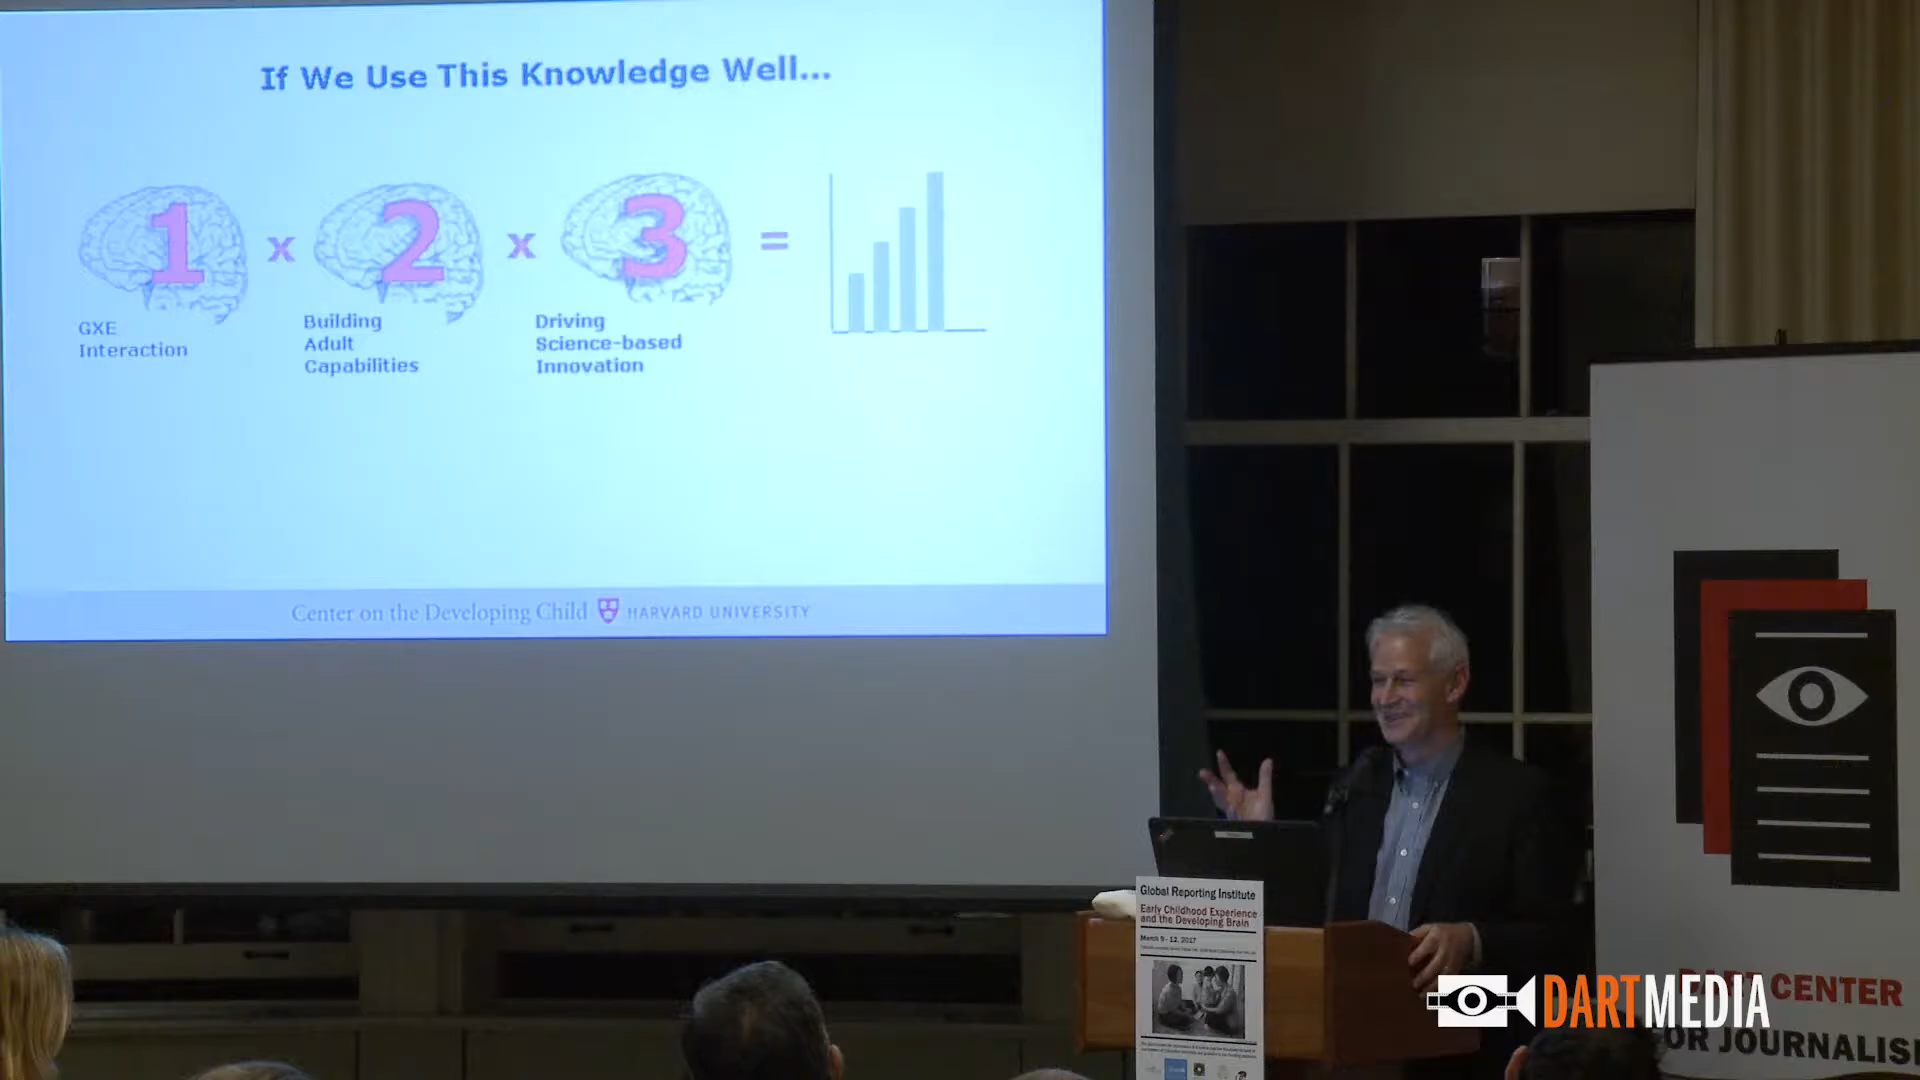 If We Use This Knowledge Well...
1 x 2 x 3 =
GXE
Interaction
Building
Adult
Capabilities
Driving
Science-based
Innovation
Center on the Developing Child HARVARD UNIVERSITY
Global Reporting Institute
Early Childhood Experience
and the Developing Brain
March 9 - 12, 2017
CENTER
OR JOURNALIS
DARTMEDIA